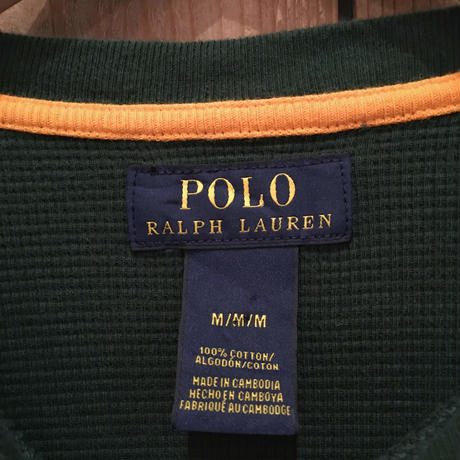 POLO
RALPH LAUREN
M/M/M
100% COTTON/
ALGODÓN/COTON
MADE IN CAMBODIA
HECHO EN CAMBOYA
FABRIQUÉ AU CAMBODGE